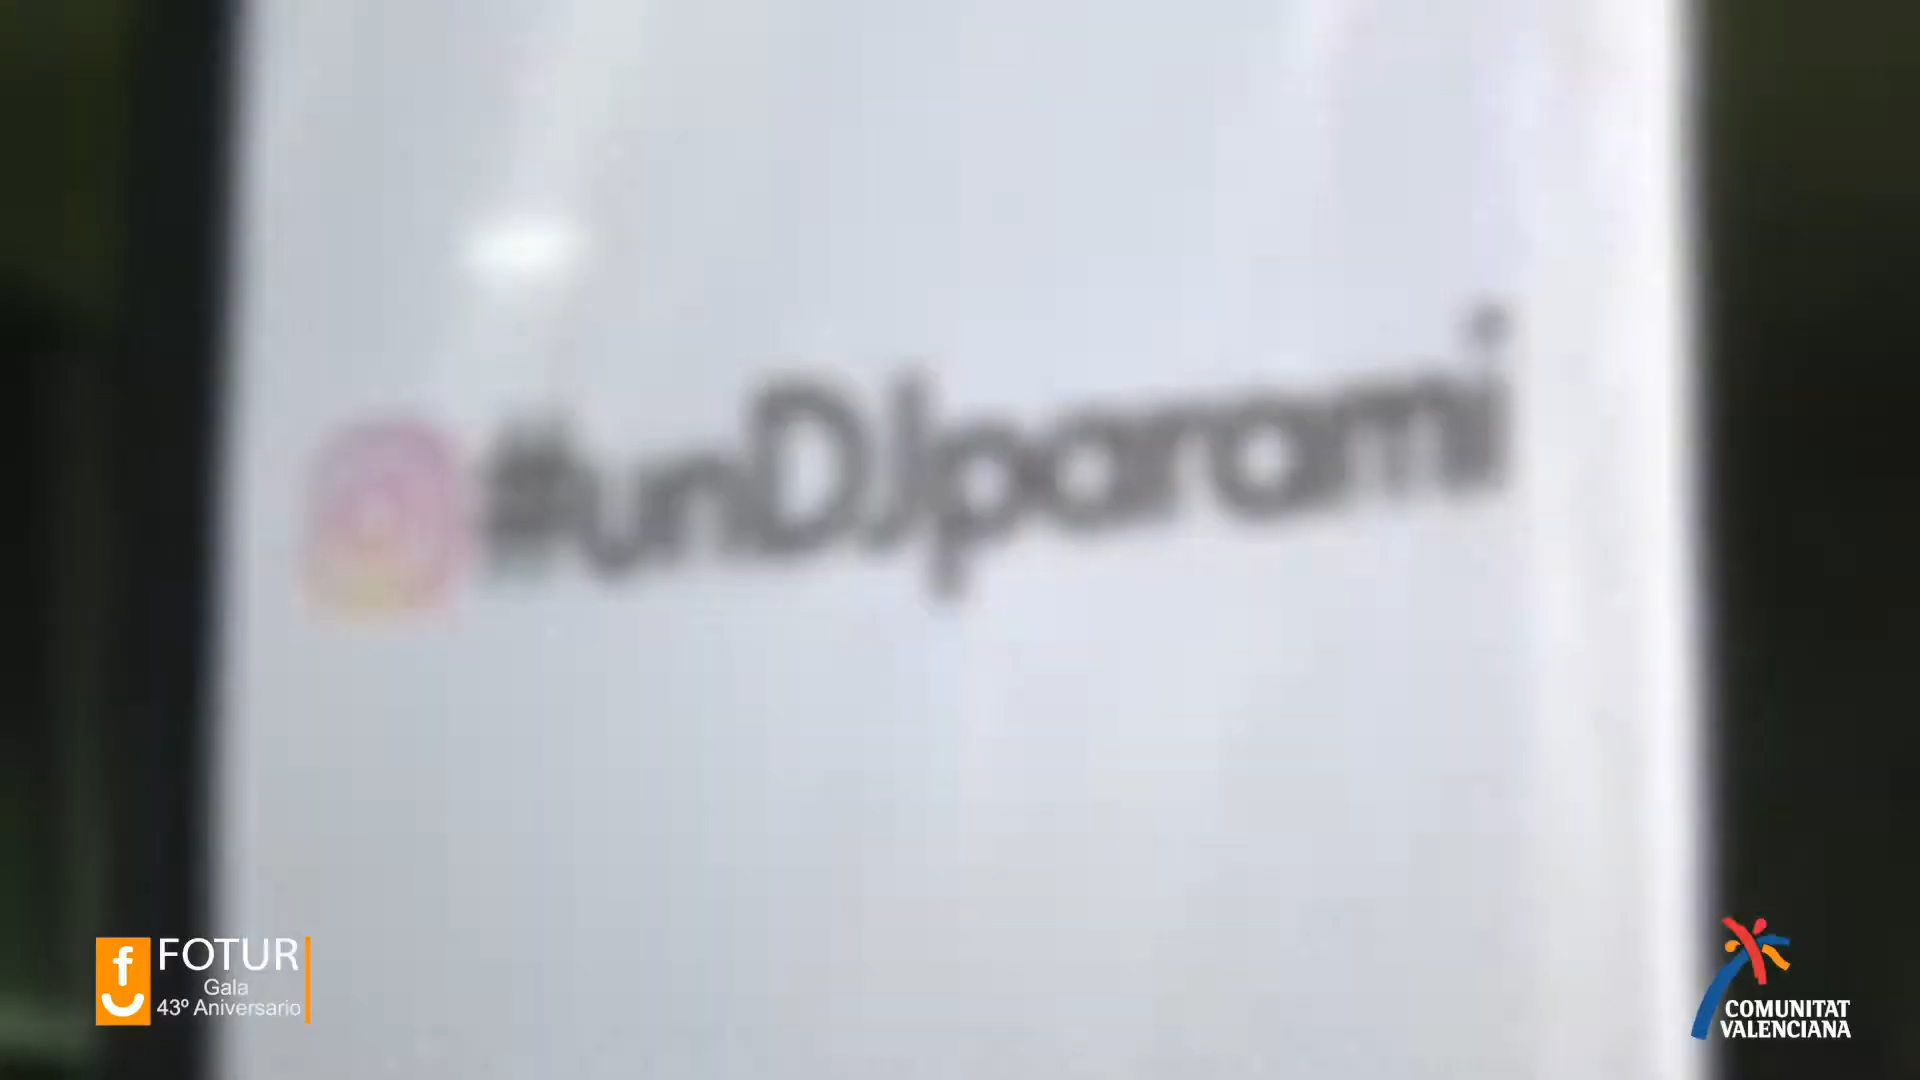 #unDJparami
FOTUR
Gala
43º Aniversario
COMUNITAT
VALENCIANA